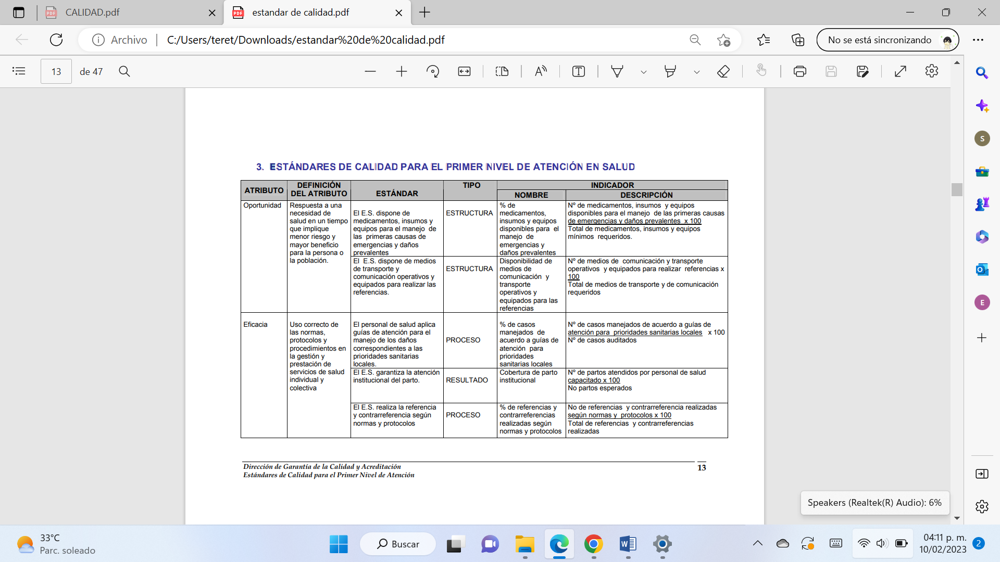 CALIDAD.pdf
estandar de calidad.pdf
Archivo
C:/Users/teret/Downloads/estandar%20de%20calidad.pdf
No se está sincronizando
13
de 47
3. ESTÁNDARES DE CALIDAD PARA EL PRIMER NIVEL DE ATENCIÓN EN SALUD
ATRIBUTO
DEFINICIÓN
DEL ATRIBUTO
ESTÁNDAR
TIPO
INDICADOR
NOMBRE
DESCRIPCIÓN
Oportunidad
Respuesta a una
necesidad de
salud en un tiempo
que implique
menor riesgo y
mayor beneficio
para la persona o
la población.
El E.S. dispone de
medicamentos, insumos y
equipos para el manejo de
las primeras causas de
emergencias y daños
prevalentes
ESTRUCTURA
% de
medicamentos,
insumos y equipos
disponibles para el
manejo de
emergencias y
daños prevalentes
Nº de medicamentos, insumos y equipos
disponibles para el manejo de las primeras causas
de emergencias y daños prevalentes x 100
Total de medicamentos, insumos y equipos
mínimos requeridos.
El E.S. dispone de medios
de transporte y
comunicación operativos y
equipados para realizar las
referencias.
ESTRUCTURA
Disponibilidad de
medios de
comunicación y
transporte
operativos y
equipados para las
referencias
Nº de medios de comunicación y transporte
operativos y equipados para realizar referencias x
100
Total de medios de transporte y de comunicación
requeridos
Eficacia
Uso correcto de
las normas,
protocolos y
procedimientos en
la gestión y
prestación de
servicios de salud
individual y
colectiva
El personal de salud aplica
guías de atención para el
manejo de los daños
correspondientes a las
prioridades sanitarias
locales.
PROCESO
% de casos
manejados de
acuerdo a guías de
atención para
prioridades
sanitarias locales
Nº de casos manejados de acuerdo a guías de
atención para prioridades sanitarias locales x 100
Nº de casos auditados
El E.S. garantiza la atención
institucional del parto.
RESULTADO
Cobertura de parto
institucional
Nº de partos atendidos por personal de salud
capacitado x 100
No partos esperados
El E.S. realiza la referencia
y contrarreferencia según
normas y protocolos
PROCESO
% de referencias y
contrarreferencias
realizadas según
normas y protocolos
No de referencias y contrarreferencia realizadas
según normas y protocolos x 100
Total de referencias y contrarreferencias
realizadas
Dirección de Garantía de la Calidad y Acreditación
Estándares de Calidad para el Primer Nivel de Atención
13
S
E
Speakers (Realtek(R) Audio): 6%
33°C
Parc. soleado
Buscar
04:11 p. m.
10/02/2023
2